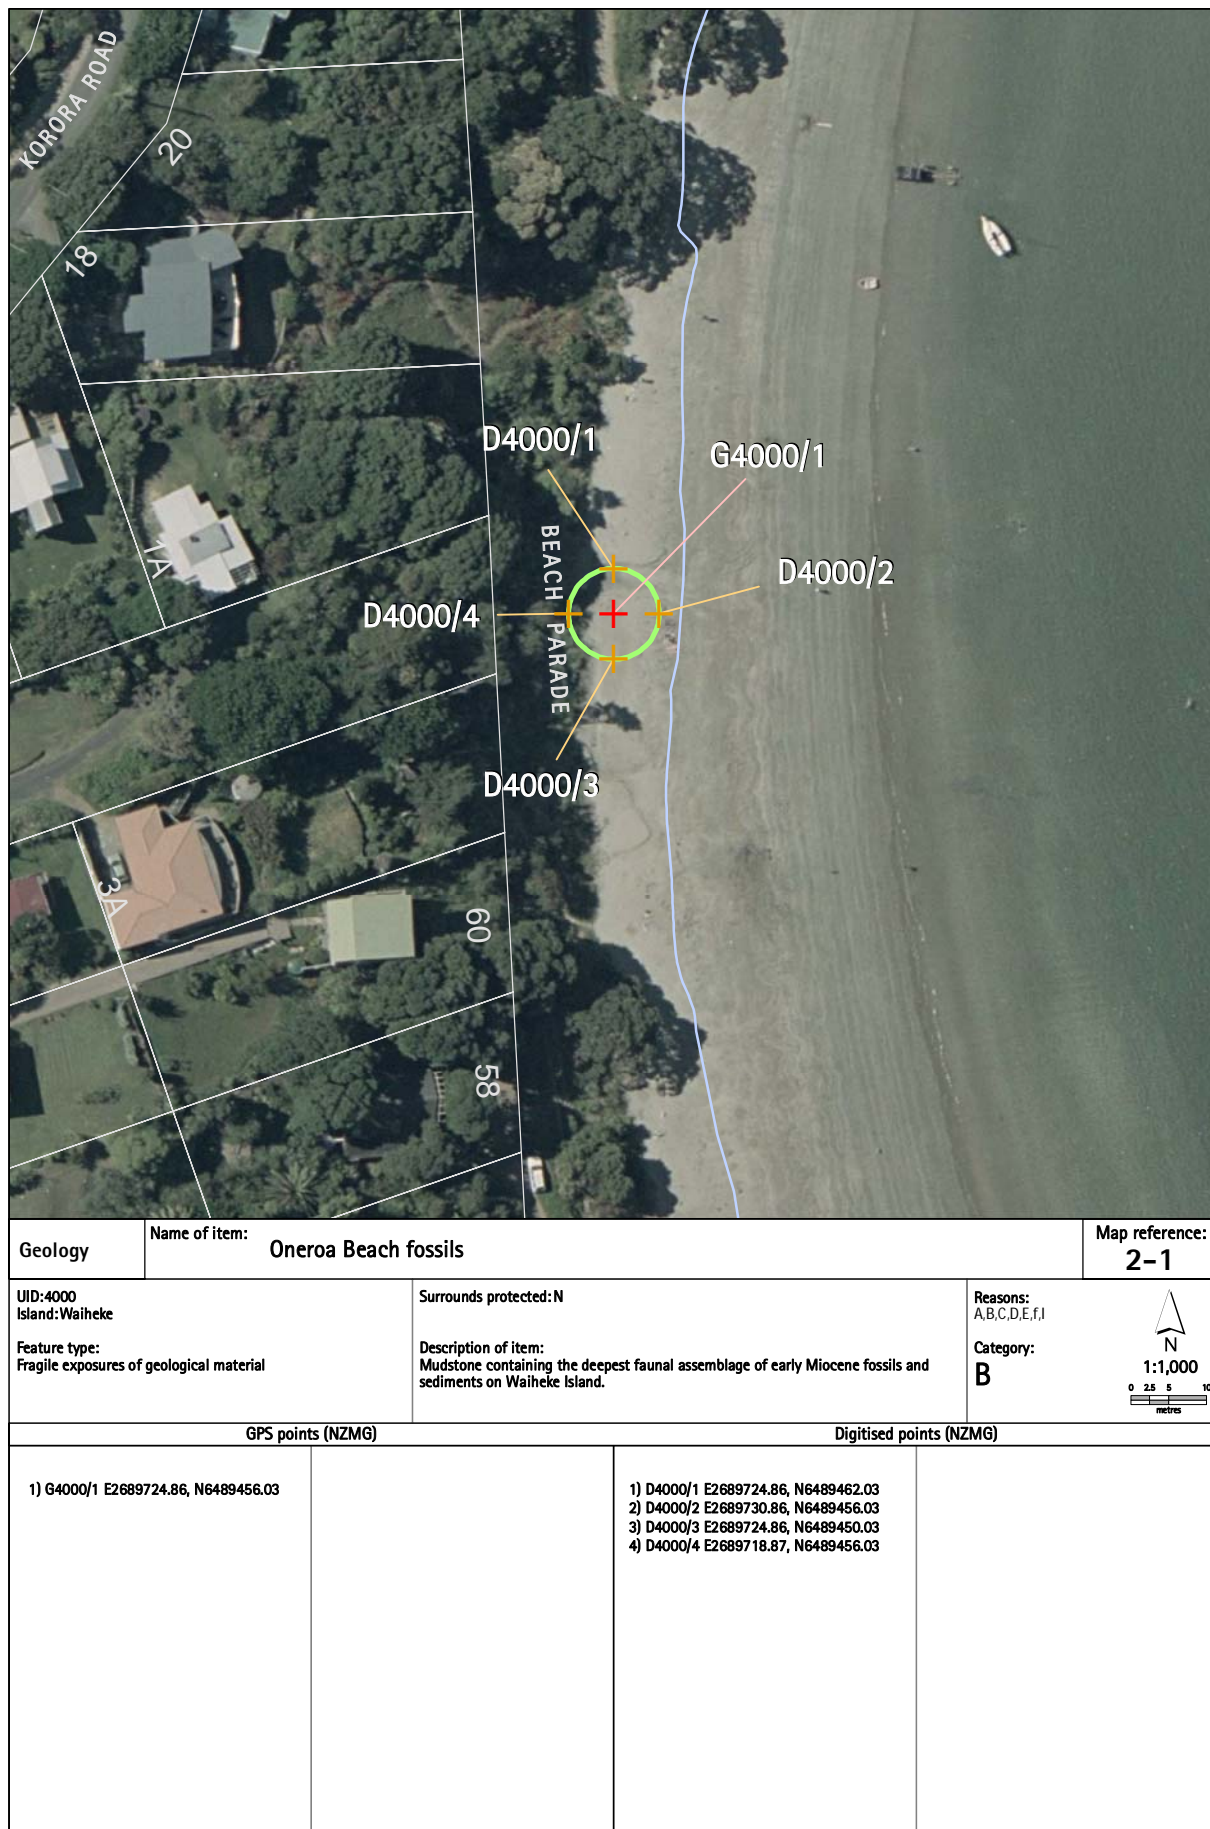 KORORA ROAD
20
18
D4000/1
G4000/1
1A
D4000/2
D4000/4
BEACH PARADE
D4000/3
3A
60
58
Geology
Name of item:
Oneroa Beach fossils
Map reference:
2-1
UID:4000
Island:Waiheke
Feature type:
Fragile exposures of geological material
Surrounds protected:N
Description of item:
Mudstone containing the deepest faunal assemblage of early Miocene fossils and
sediments on Waiheke Island.
Reasons:
A,B,C,D,E,f,I
Category:
B
N
1:1,000
0 2.5 5 10
metres
GPS points (NZMG)
Digitised points (NZMG)
1) G4000/1 E2689724.86, N6489456.03
1) D4000/1 E2689724.86, N6489462.03
2) D4000/2 E2689730.86, N6489456.03
3) D4000/3 E2689724.86, N6489450.03
4) D4000/4 E2689718.87, N6489456.03